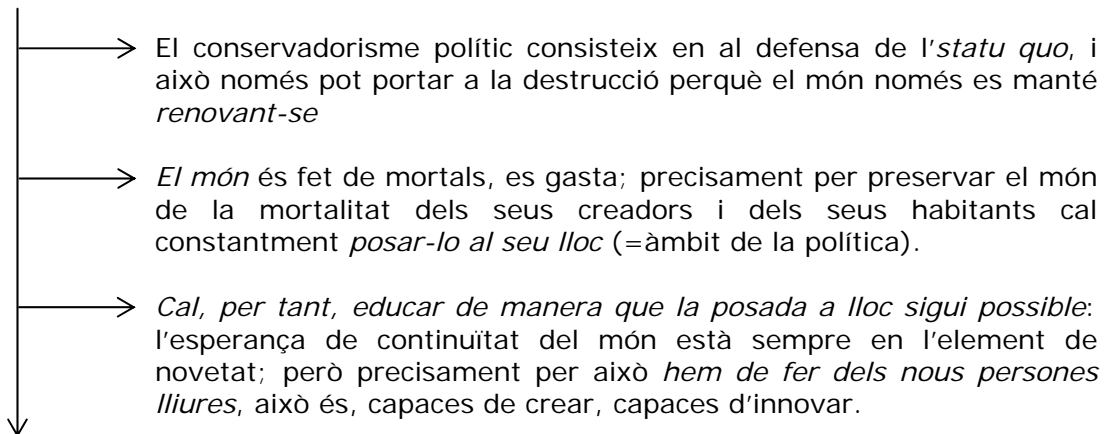 El conservadorisme polític consisteix en al defensa de l'statu quo, i
això només pot portar a la destrucció perquè el món només es manté
renovant-se
El món és fet de mortals, es gasta; precisament per preservar el món
de la mortalitat dels seus creadors i dels seus habitants cal
constantment posar-lo al seu lloc (=àmbit de la política).
Cal, per tant, educar de manera que la posada a lloc sigui possible:
l'esperança de continuïtat del món està sempre en l'element de
novetat; però precisament per això hem de fer dels nous persones
lliures, això és, capaces de crear, capaces d'innovar.